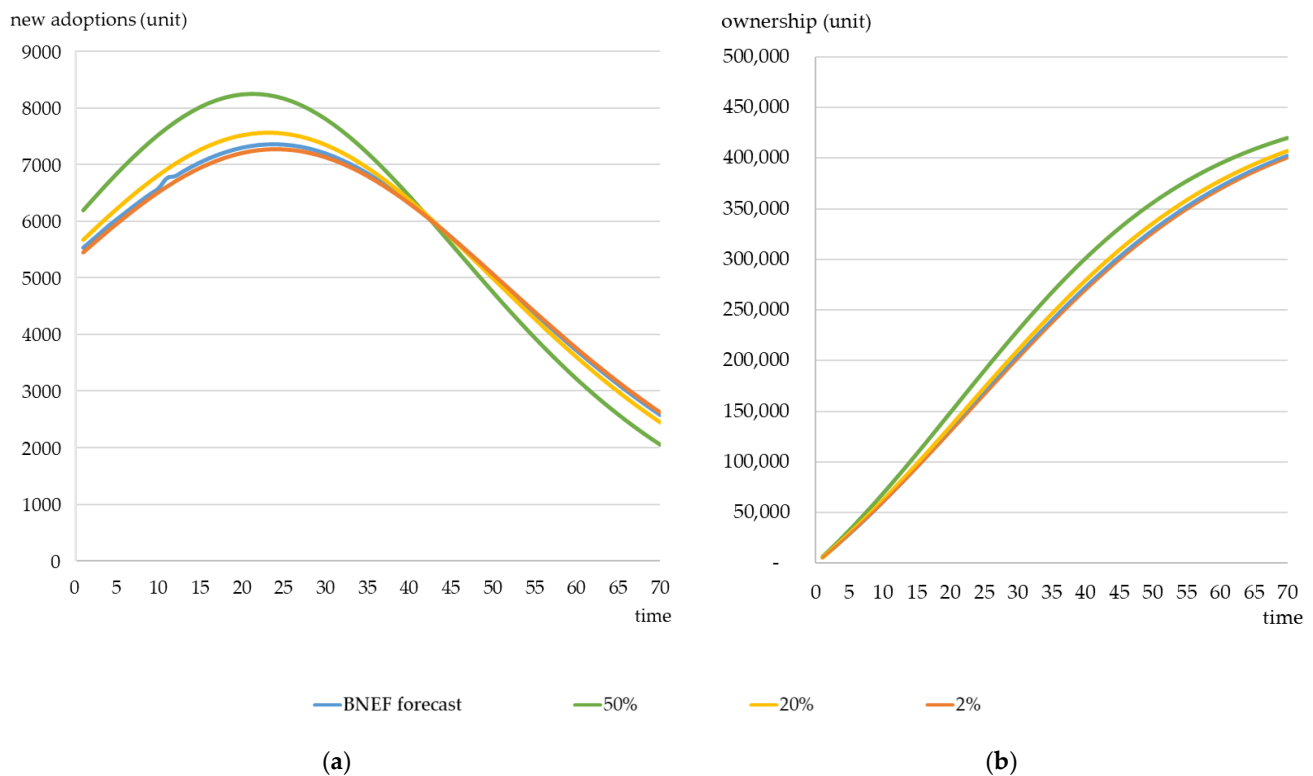 new adoptions (unit)
9000
8000
7000
6000
5000
4000
3000
2000
1000
0
0 5 10 15 20 25 30 35 40 45 50 55 60 65 70
time
ownership (unit)
500,000
450,000
400,000
350,000
300,000
250,000
200,000
150,000
100,000
50,000
-
0 5 10 15 20 25 30 35 40 45 50 55 60 65 70
time
BNEF forecast 50% 20% 2%
(a) (b)